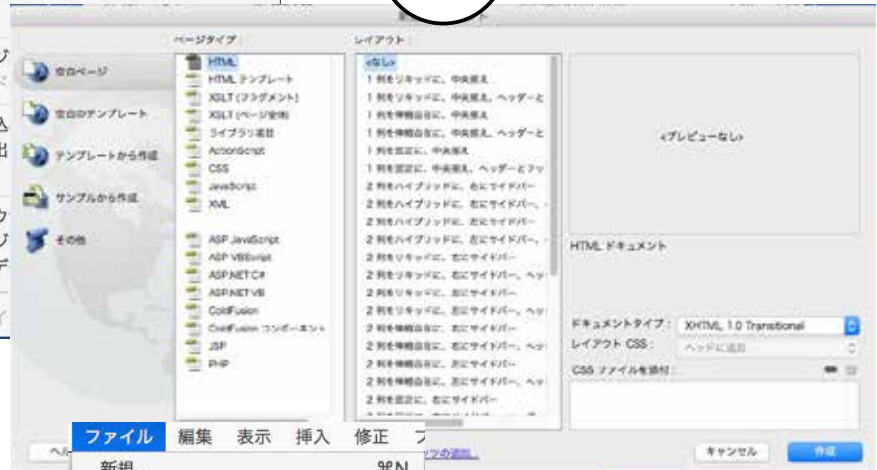 ページタイプ：
レイアウト：
空白ページ
空白のテンプレート
テンプレートから作成
サンプルから作成
その他
HTML
HTML テンプレート
XSLT (フラグメント)
XSLT (ページ全体)
ライブラリ項目
ActionScript
CSS
JavaScript
XML
ASP JavaScript
ASP VBScript
ASP.NET C#
ASP.NET VB
ColdFusion
ColdFusion コンポーネント
JSP
PHP
<なし>
1 列をリキッドに、中央揃え
1 列をリキッドに、中央揃え、ヘッダーと
1 列を伸縮自在に、中央揃え
1 列を伸縮自在に、中央揃え、ヘッダーと
1 列を固定に、中央揃え
1 列を固定に、中央揃え、ヘッダーとフッ
2 列をハイブリッドに、右にサイドバー
2 列をハイブリッドに、右にサイドバー、
2 列をハイブリッドに、左にサイドバー
2 列をハイブリッドに、左にサイドバー、
2 列をリキッドに、右にサイドバー
2 列をリキッドに、右にサイドバー、ヘッ
2 列をリキッドに、左にサイドバー
2 列をリキッドに、左にサイドバー、ヘッ
2 列を伸縮自在に、右にサイドバー
2 列を伸縮自在に、右にサイドバー、ヘッ
2 列を伸縮自在に、左にサイドバー
2 列を伸縮自在に、左にサイドバー、ヘッ
2 列を固定に、右にサイドバー
<プレビューなし>
HTML ドキュメント
ドキュメントタイプ： XHTML 1.0 Transitional
レイアウト CSS： ヘッドに追加
CSS ファイルを添付：
ファイル 編集 表示 挿入 修正
新規... ⌘N
ツの追加...
キャンセル 作成